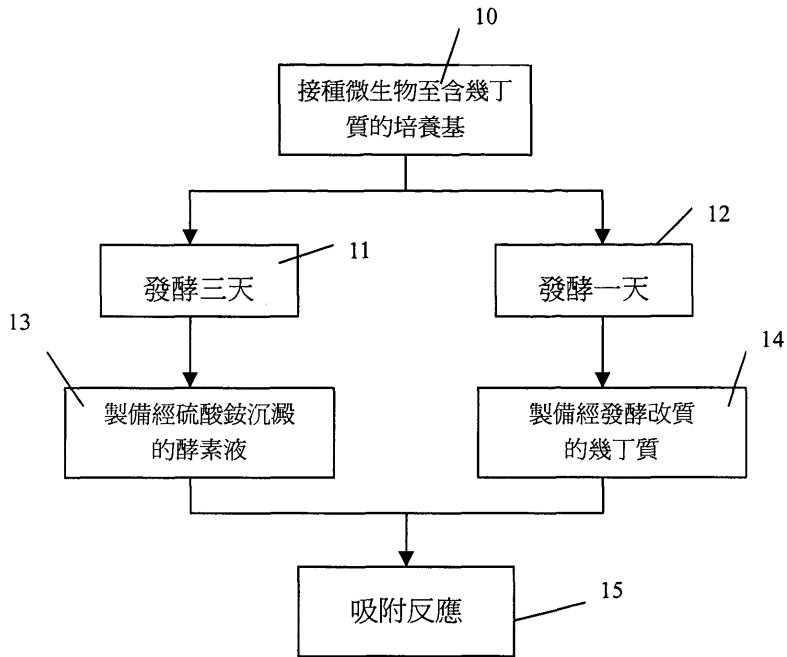 10
接種微生物至含幾丁
質的培養基
11
12
發酵三天
發酵一天
13
14
製備經硫酸銨沉澱
的酵素液
製備經發酵改質
的幾丁質
吸附反應
15